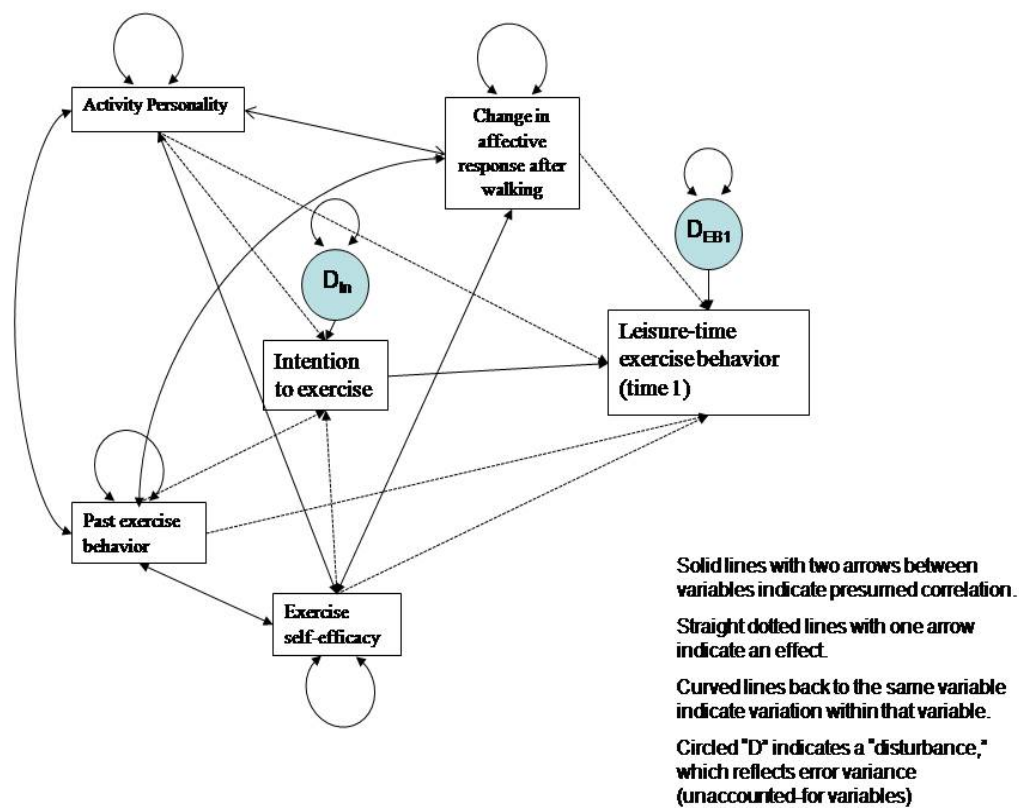 Activity Personality
Change in
affective
response after
walking
D_EB1
D_In
Leisure-time
exercise behavior
(time 1)
Intention
to exercise
Past exercise
behavior
Exercise
self-efficacy
Solid lines with two arrows between
variables indicate presumed correlation.
Straight dotted lines with one arrow
indicate an effect.
Curved lines back to the same variable
indicate variation within that variable.
Circled "D" indicates a "disturbance,"
which reflects error variance
(unaccounted-for variables)